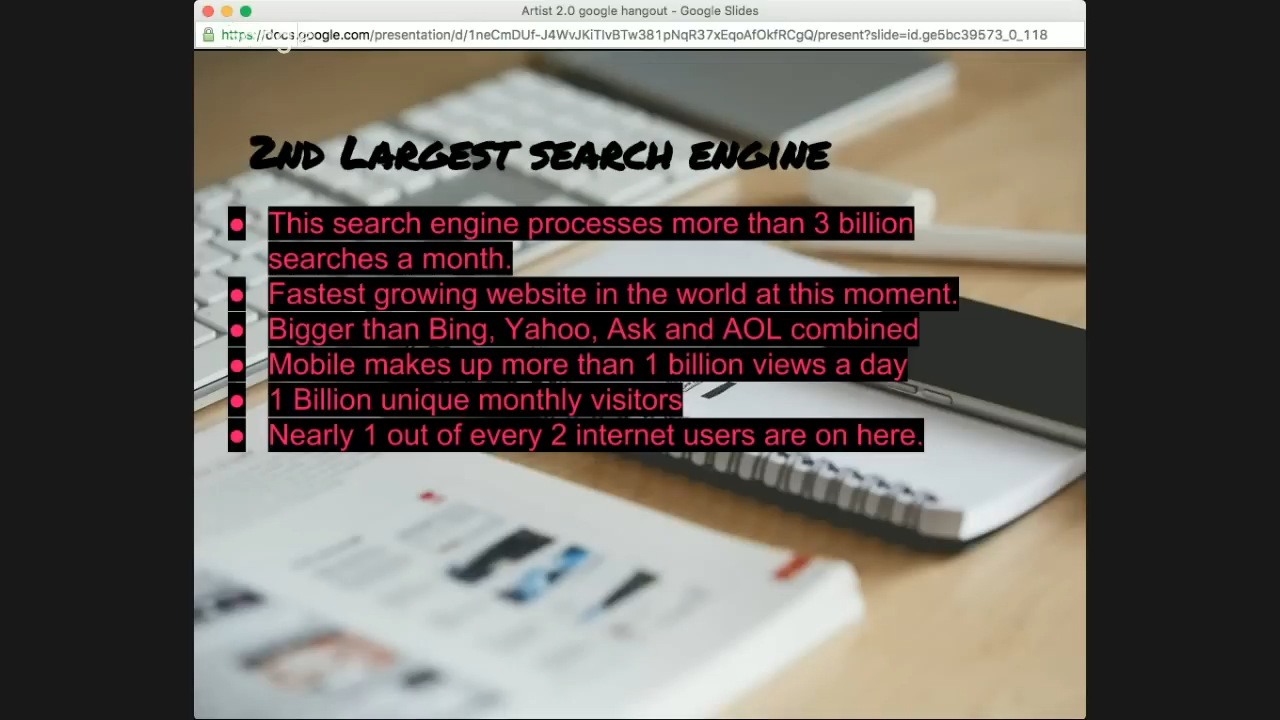 Artist 2.0 google hangout - Google Slides
https://docs.google.com/presentation/d/1neCmDUf-J4WvJKiTlvBTw381pNqR37xEqoAfOkfRCgQ/present?slide=id.ge5bc39573_0_118
2nd Largest search engine
● This search engine processes more than 3 billion
searches a month.
● Fastest growing website in the world at this moment.
● Bigger than Bing, Yahoo, Ask and AOL combined
● Mobile makes up more than 1 billion views a day
● 1 Billion unique monthly visitors
● Nearly 1 out of every 2 internet users are on here.